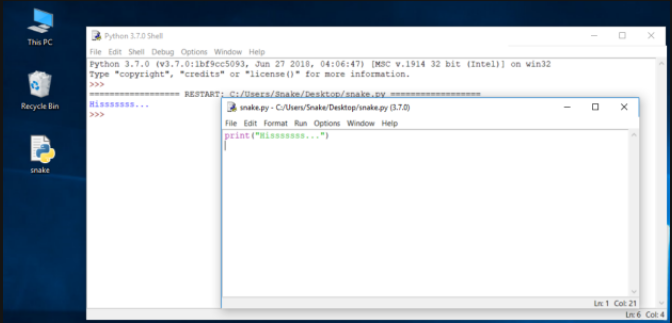 This PC
Recycle Bin
snake
Python 3.7.0 Shell
File Edit Shell Debug Options Window Help
Python 3.7.0 (v3.7.0:1bf9cc5093, Jun 27 2018, 04:06:47) [MSC v.1914 32 bit (Intel)] on win32
Type "copyright", "credits" or "license()" for more information.
>>>
================== RESTART: C:/Users/Snake/Desktop/snake.py ==================
Hisssssss...
>>>
Ln: 6 Col: 4
snake.py - C:/Users/Snake/Desktop/snake.py (3.7.0)
File Edit Format Run Options Window Help
print("Hisssssss...")
Ln: 1 Col: 21